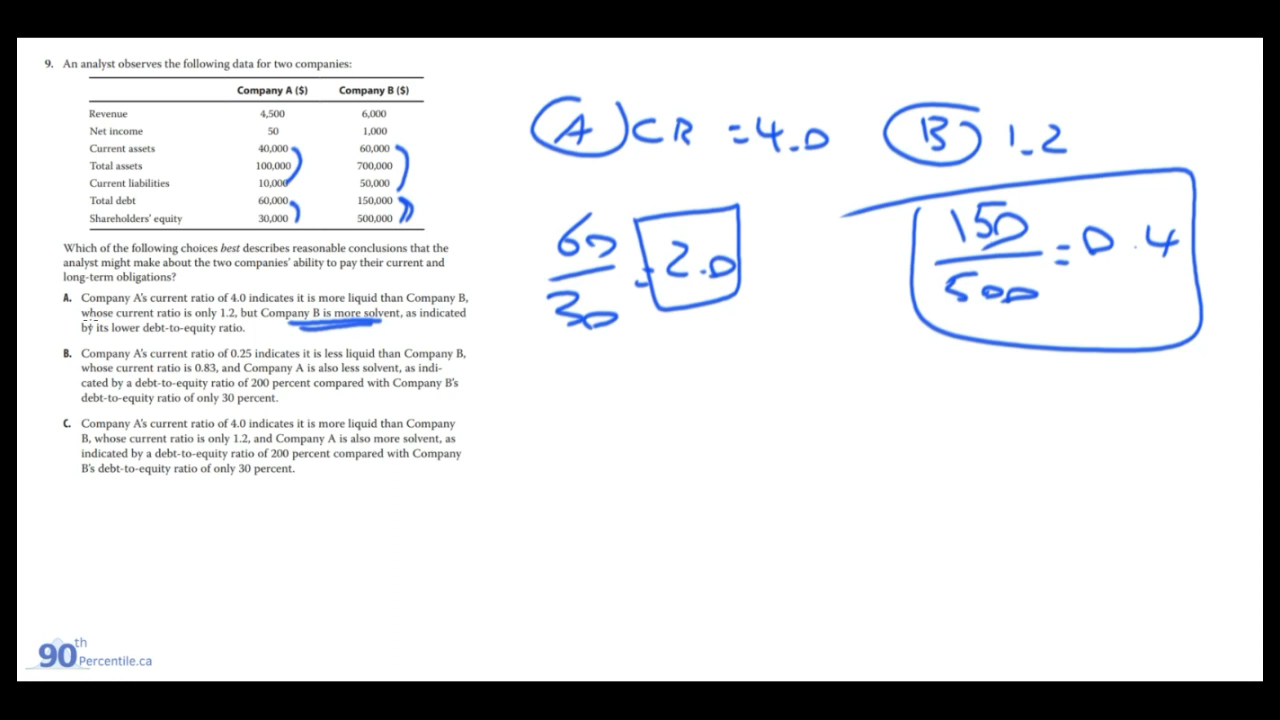 9. An analyst observes the following data for two companies:
Company A ($) Company B ($)
Revenue 4,500 6,000
Net income 50 1,000
Current assets 40,000 60,000
Total assets 100,000 700,000
Current liabilities 10,000 50,000
Total debt 60,000 150,000
Shareholders' equity 30,000 500,000
Which of the following choices best describes reasonable conclusions that the
analyst might make about the two companies' ability to pay their current and
long-term obligations?
A. Company A's current ratio of 4.0 indicates it is more liquid than Company B,
whose current ratio is only 1.2, but Company B is more solvent, as indicated
by its lower debt-to-equity ratio.
B. Company A's current ratio of 0.25 indicates it is less liquid than Company B,
whose current ratio is 0.83, and Company A is also less solvent, as indi-
cated by a debt-to-equity ratio of 200 percent compared with Company B's
debt-to-equity ratio of only 30 percent.
C. Company A's current ratio of 4.0 indicates it is more liquid than Company
B, whose current ratio is only 1.2, and Company A is also more solvent, as
indicated by a debt-to-equity ratio of 200 percent compared with Company
B's debt-to-equity ratio of only 30 percent.
A CR = 4.0 B 1.2
60
30
= 2.0
150
500
= 0.4
90th
Percentile.ca